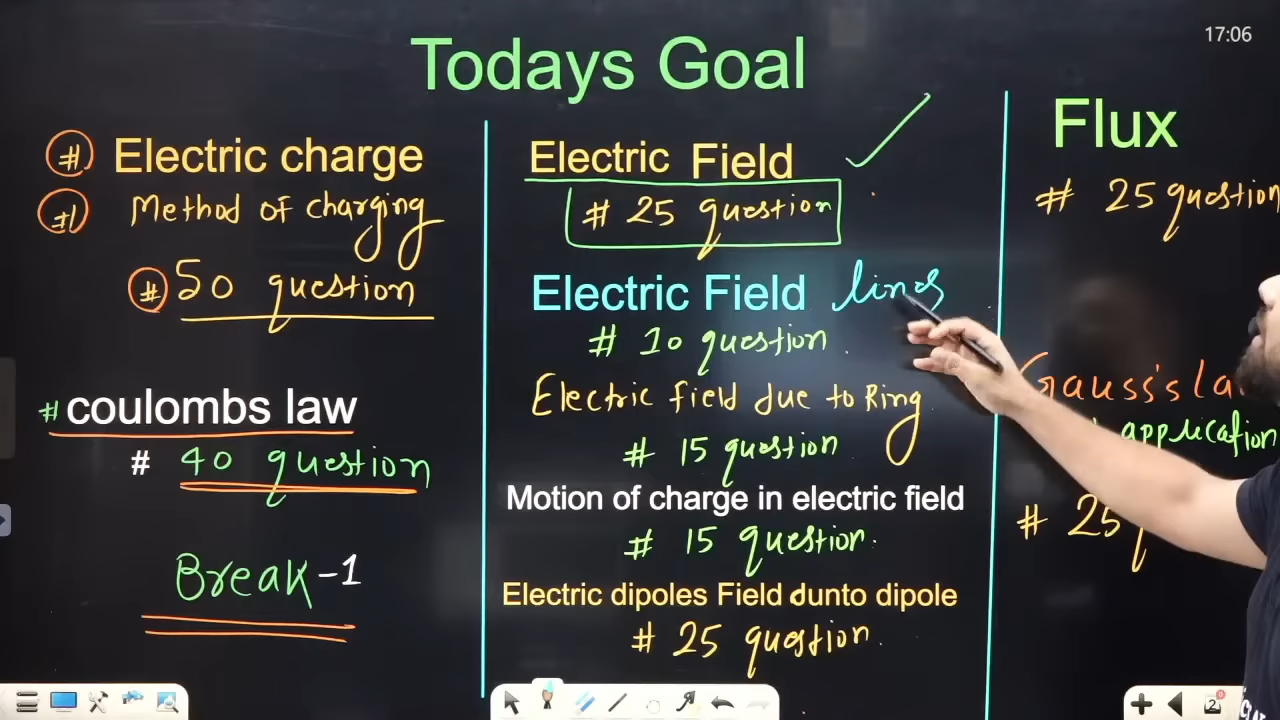 17:06
Todays Goal
# Electric charge
# Method of charging
# 50 question
# coulombs law
# 40 question
Break-1
Electric Field
# 25 question
Electric Field lines
# 10 question
Electric field due to Ring
# 15 question
Motion of charge in electric field
# 15 question
Electric dipoles Field dunto dipole
# 25 question
Flux
# 25 question
application
# 25
2